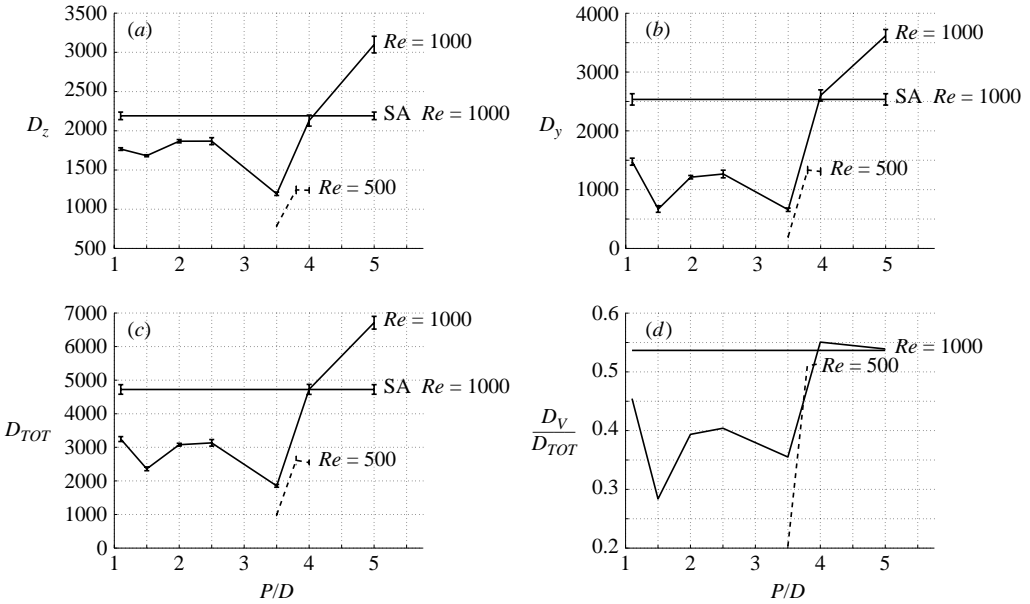 3500
3000
2500
2000
1500
1000
500
D_z
(a)
Re = 1000
SA Re = 1000
Re = 500
1 2 3 4 5
4000
3000
2000
1000
0
D_y
(b)
Re = 1000
SA Re = 1000
Re = 500
1 2 3 4 5
7000
6000
5000
4000
3000
2000
1000
0
D_TOT
(c)
Re = 1000
SA Re = 1000
Re = 500
1 2 3 4 5
P/D
0.6
0.5
0.4
0.3
0.2
D_V
D_TOT
(d)
Re = 1000
Re = 500
1 2 3 4 5
P/D